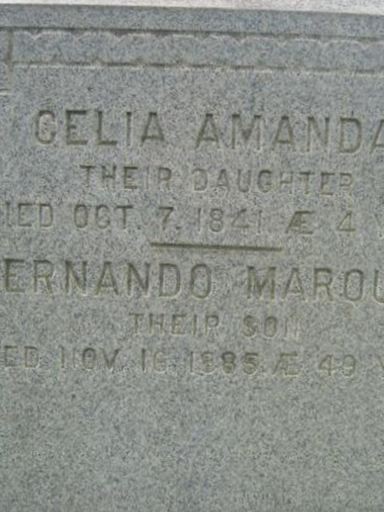 CELIA AMANDA
THEIR DAUGHTER
IED OCT. 7. 1841. Æ 4
ERNANDO MARQU
THEIR SON
ED NOV. 16. 1885. Æ 49